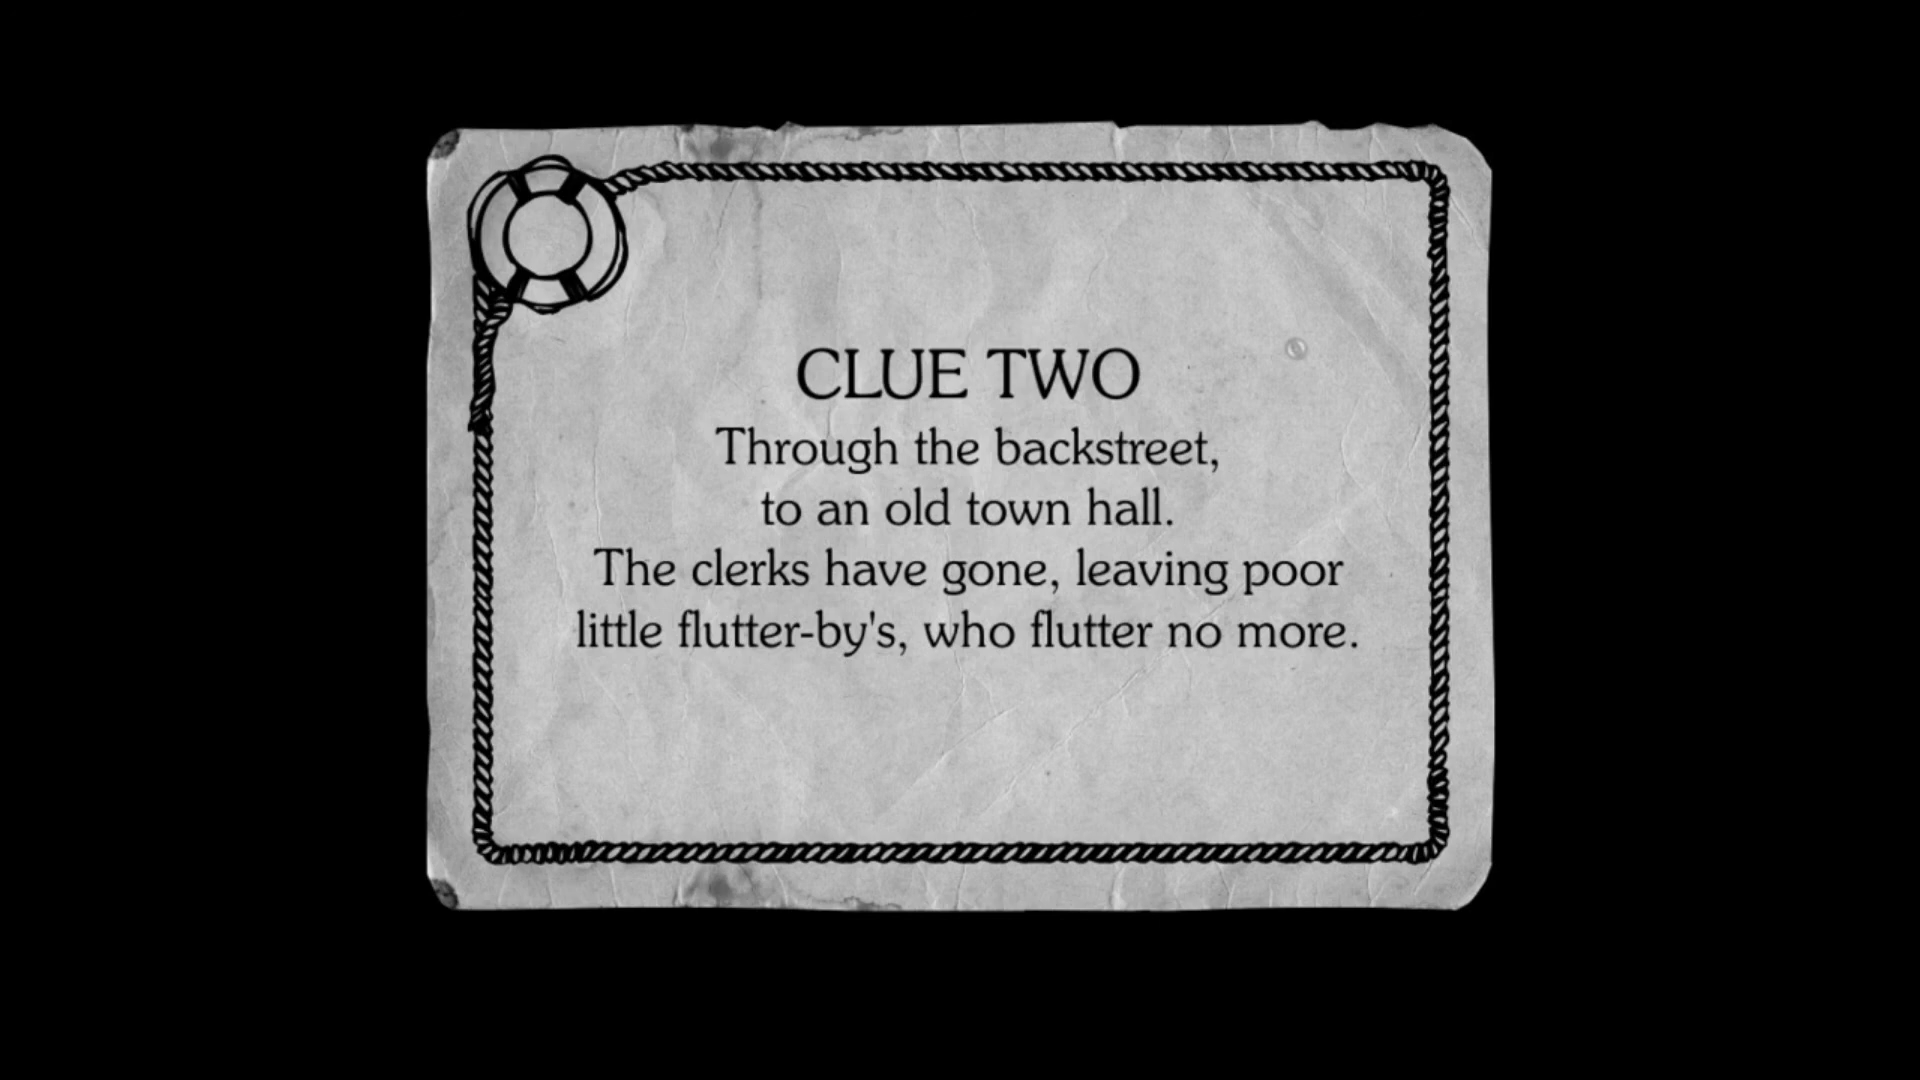 CLUE TWO
Through the backstreet,
to an old town hall.
The clerks have gone, leaving poor
little flutter-by's, who flutter no more.